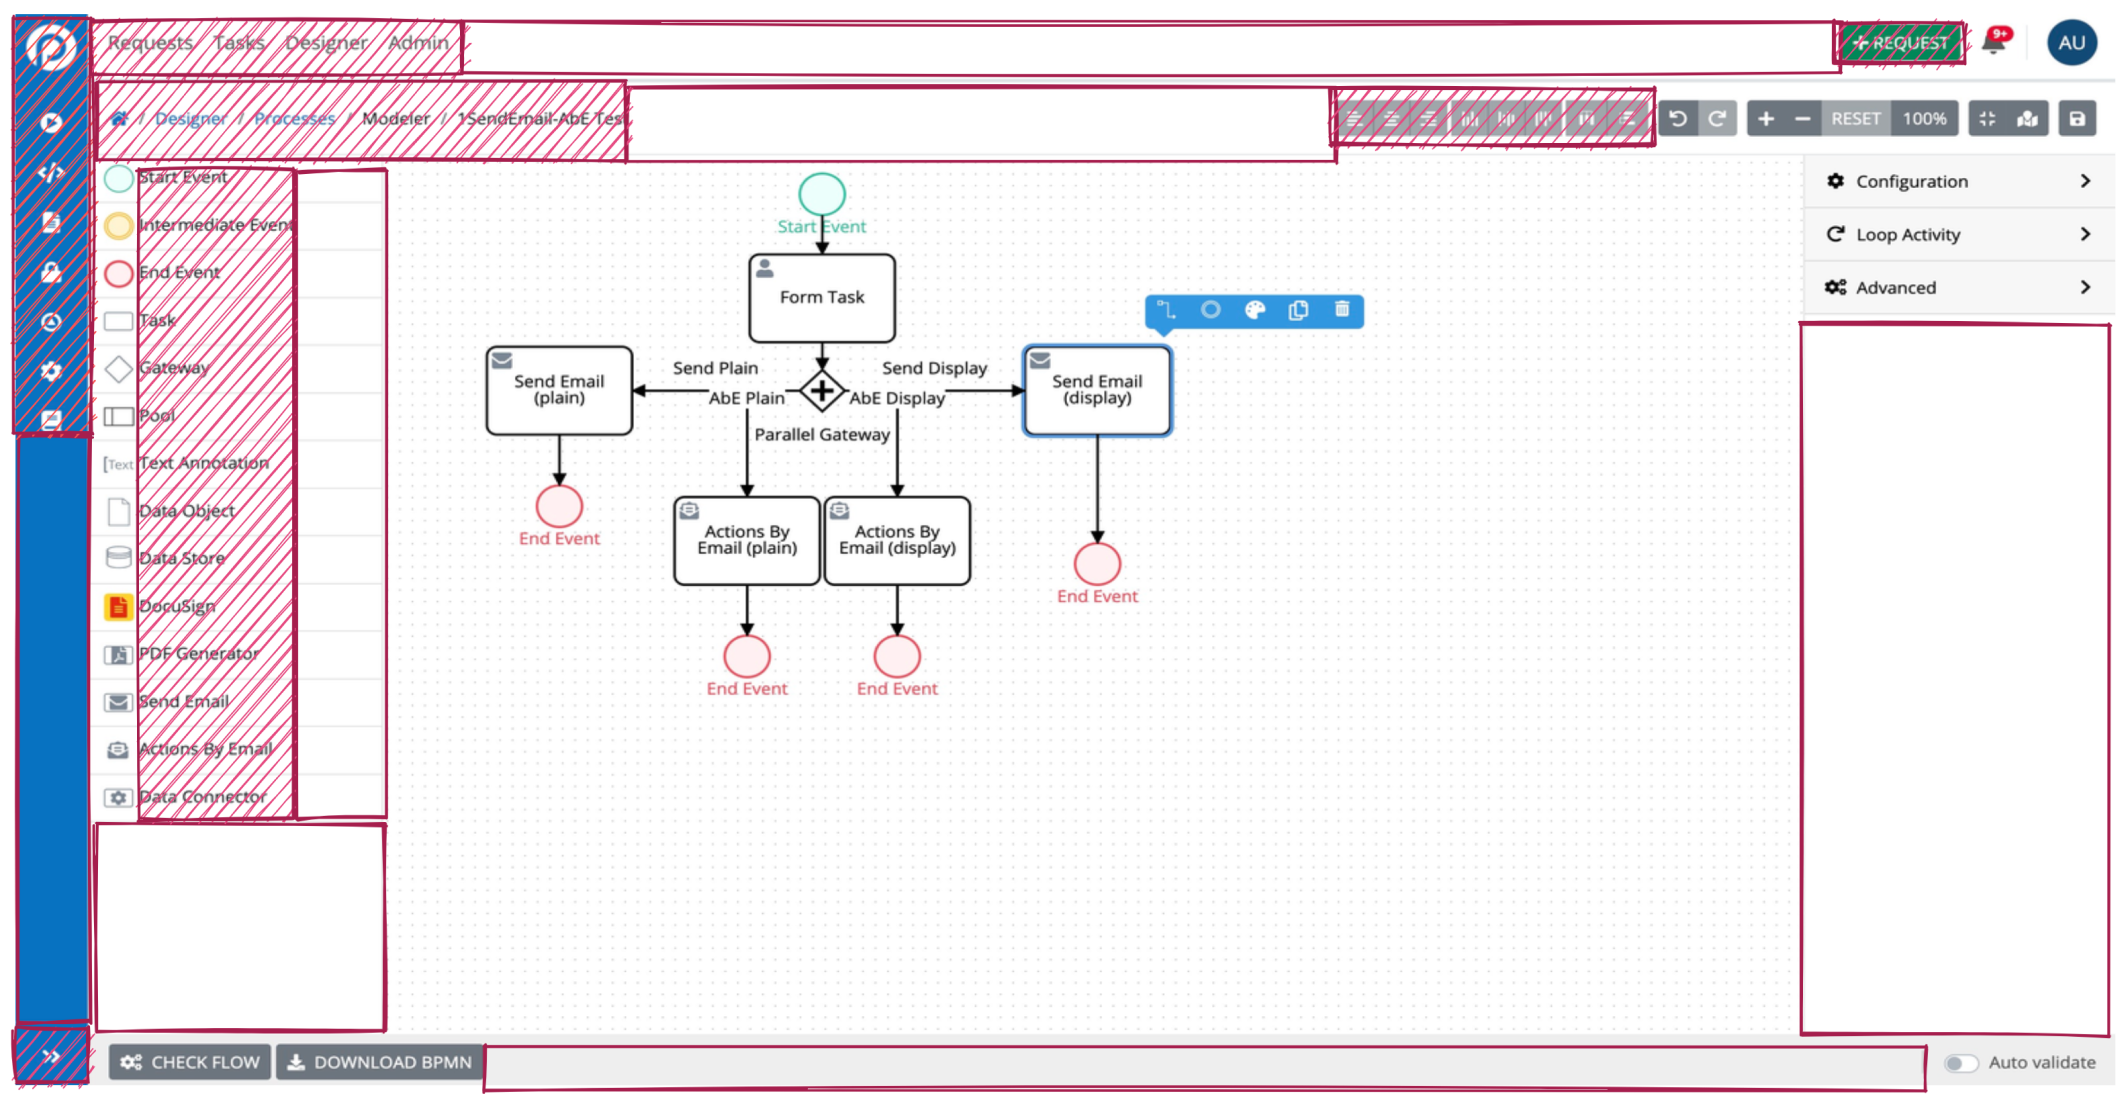 Requests Tasks Designer Admin
+ REQUEST
9+
AU
/ Designer / Processes / Modeler / 1SendEmail-AbE Tes
RESET 100%
Start Event
Intermediate Event
End Event
Task
Gateway
Pool
[Text Text Annotation
Data Object
Data Store
DocuSign
PDF Generator
Send Email
Actions By Email
Data Connector
Start Event
Form Task
Send Plain
Send Display
Send Email
(plain)
AbE Plain
AbE Display
Send Email
(display)
Parallel Gateway
End Event
Actions By
Email (plain)
Actions By
Email (display)
End Event
End Event
End Event
Configuration
Loop Activity
Advanced
CHECK FLOW
DOWNLOAD BPMN
Auto validate